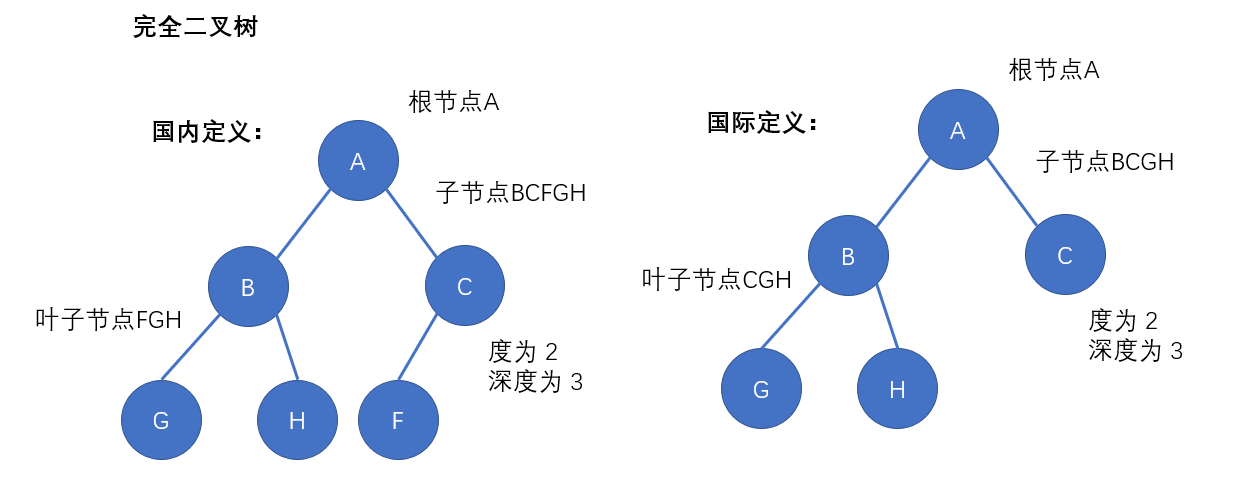 完全二叉树
国内定义：
根节点A
A
子节点BCFGH
B
C
叶子节点FGH
度为 2
深度为 3
G
H
F
国际定义：
根节点A
A
子节点BCGH
B
C
叶子节点CGH
度为 2
深度为 3
G
H